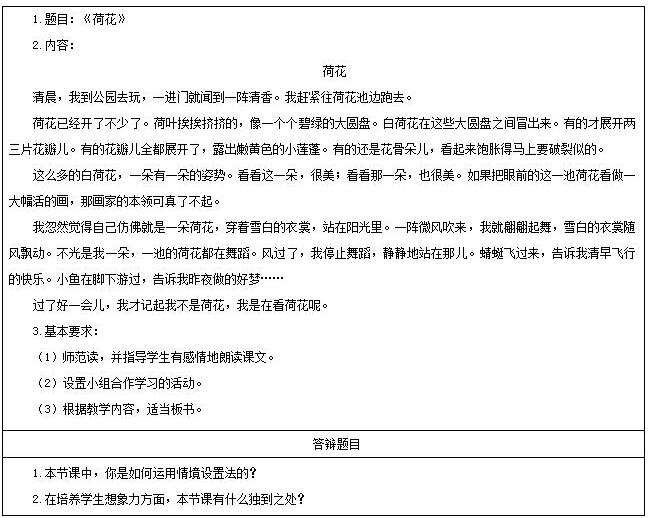 1.题目：《荷花》
2.内容：
荷花
清晨，我到公园去玩，一进门就闻到一阵清香。我赶紧往荷花池边跑去。
荷花已经开了不少了。荷叶挨挨挤挤的，像一个个碧绿的大圆盘。白荷花在这些大圆盘之间冒出来。有的才展开两
三片花瓣儿。有的花瓣儿全都展开了，露出嫩黄色的小莲蓬。有的还是花骨朵儿，看起来饱胀得马上要破裂似的。
这么多的白荷花，一朵有一朵的姿势。看看这一朵，很美；看看那一朵，也很美。如果把眼前的这一池荷花看做一
大幅活的画，那画家的本领可真了不起。
我忽然觉得自己仿佛就是一朵荷花，穿着雪白的衣裳，站在阳光里。一阵微风吹来，我就翩翩起舞，雪白的衣裳随
风飘动。不光是我一朵，一池的荷花都在舞蹈。风过了，我停止舞蹈，静静地站在那儿。蜻蜓飞过来，告诉我清早飞行
的快乐。小鱼在脚下游过，告诉我昨夜做的好梦……
过了好一会儿，我才记起我不是荷花，我是在看荷花呢。
3.基本要求：
（1）师范读，并指导学生有感情地朗读课文。
（2）设置小组合作学习的活动。
（3）根据教学内容，适当板书。
答辩题目
1.本节课中，你是如何运用情境设置法的？
2.在培养学生想象力方面，本节课有什么独到之处？